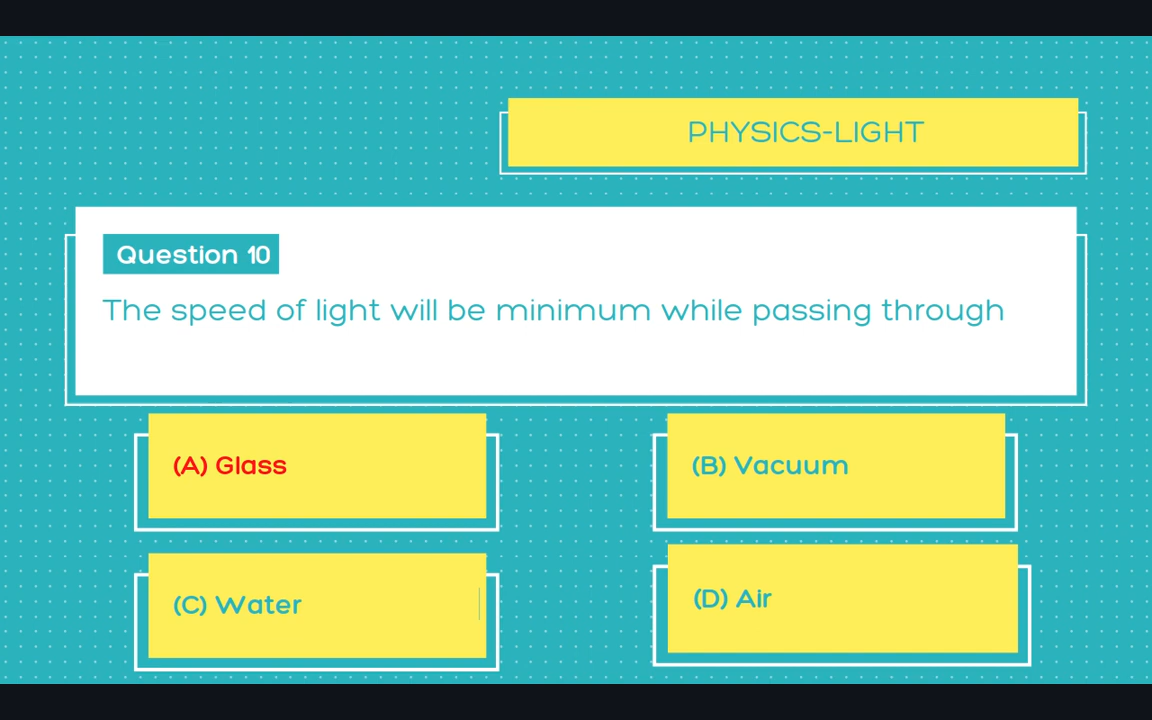 PHYSICS-LIGHT
Question 10
The speed of light will be minimum while passing through
(A) Glass
(B) Vacuum
(C) Water
(D) Air